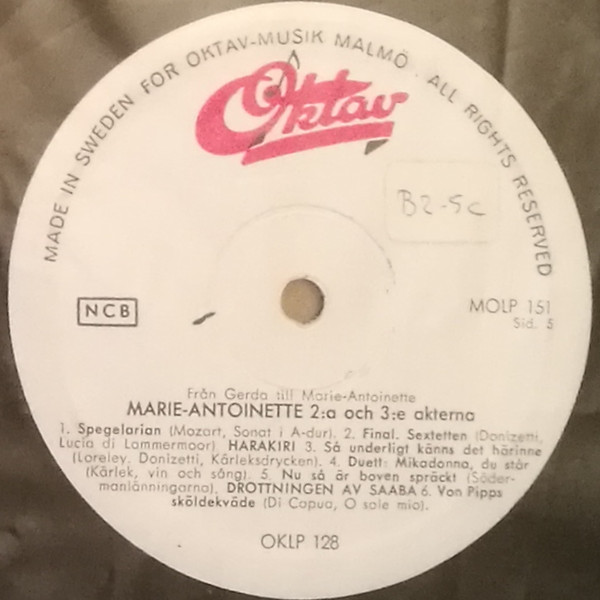 MADE IN SWEDEN FOR OKTAV-MUSIK MALMÖ . ALL RIGHTS RESERVED
Oktav
B2-5c
NCB
MOLP 151
Sid. 5
Från Gerda till Marie-Antoinette
MARIE-ANTOINETTE 2:a och 3:e akterna
1. Spegelarian (Mozart, Sonat i A-dur). 2. Final. Sextetten (Donizetti,
Lucia di Lammermoor) HARAKIRI 3. Så underligt känns det härinne
(Loreley. Donizetti, Kärleksdrycken). 4. Duett: Mikadonna, du står
(Kärlek, vin och sång). 5. Nu så är boven spräckt (Söder-
manlänningarna). DROTTNINGEN AV SAABA 6. Von Pipps
sköldekväde (Di Capua, O sole mio).
OKLP 128